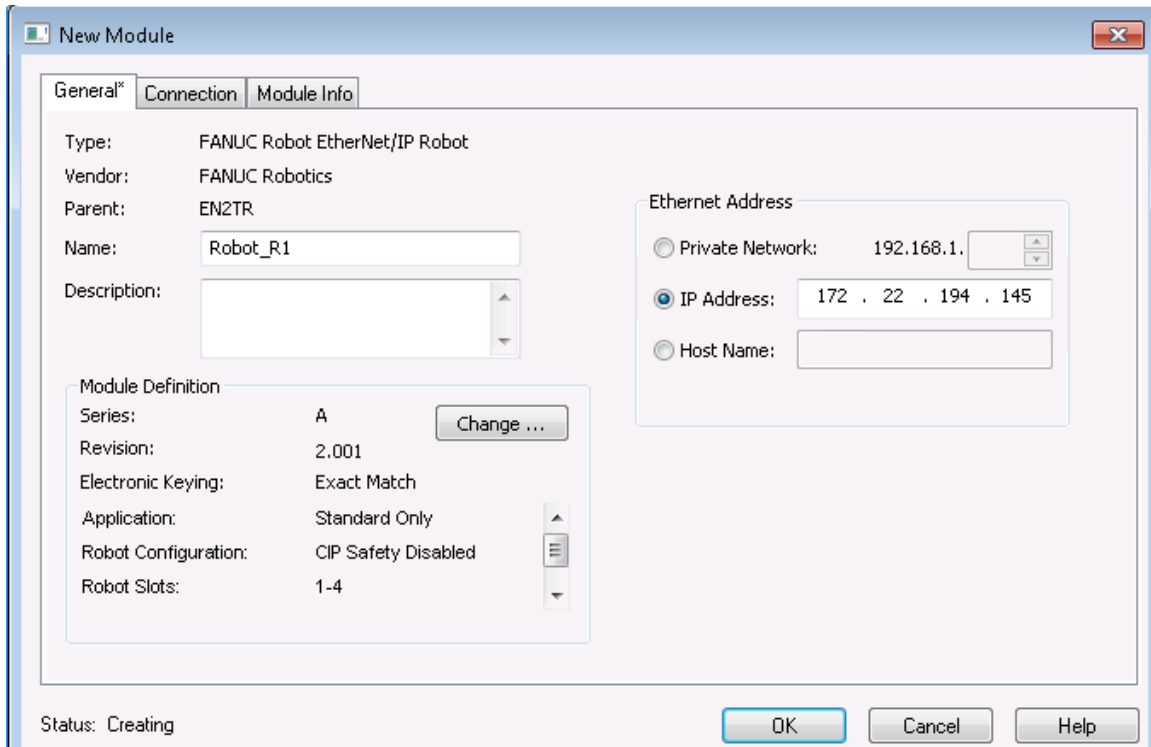 New Module
General* Connection Module Info
Type: FANUC Robot EtherNet/IP Robot
Vendor: FANUC Robotics
Parent: EN2TR
Name: Robot_R1
Description:
Ethernet Address
Private Network: 192.168.1.
IP Address: 172 . 22 . 194 . 145
Host Name:
Module Definition
Series: A Change ...
Revision: 2.001
Electronic Keying: Exact Match
Application: Standard Only
Robot Configuration: CIP Safety Disabled
Robot Slots: 1-4
Status: Creating OK Cancel Help